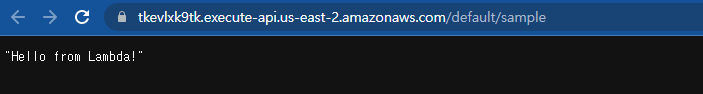 tkevlxk9tk.execute-api.us-east-2.amazonaws.com/default/sample
"Hello from Lambda!"